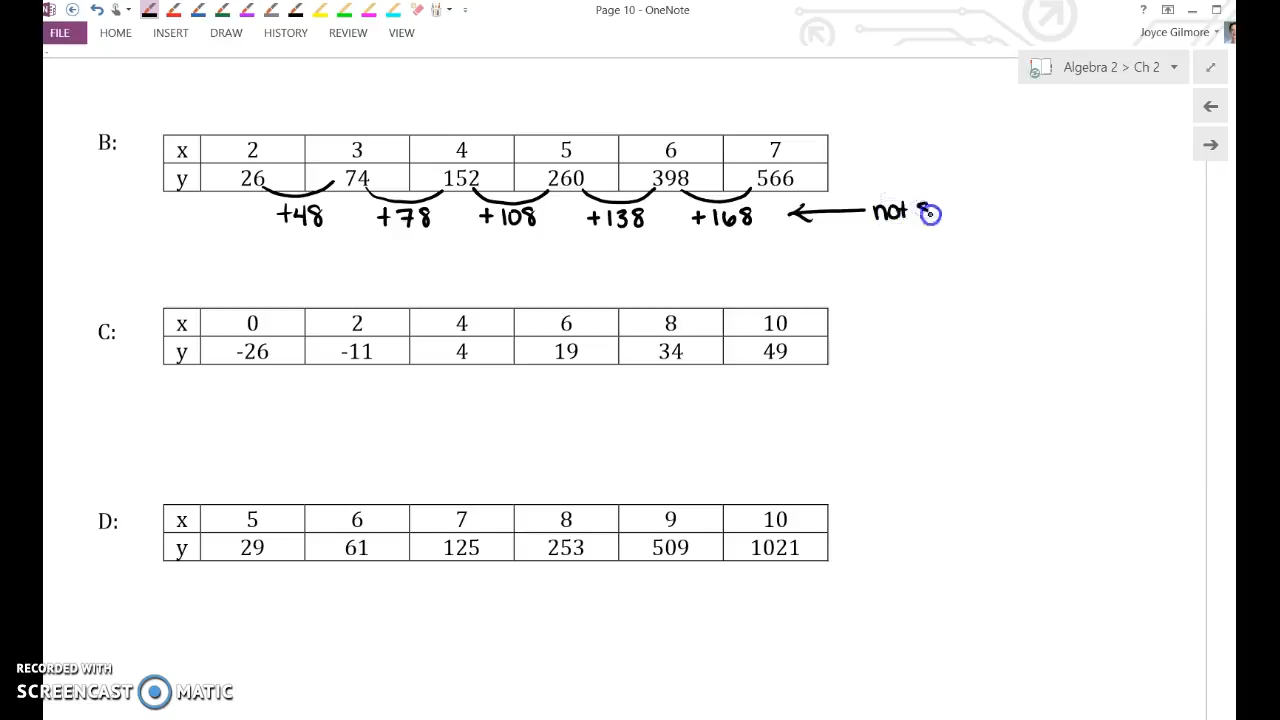 Page 10 - OneNote
?
FILE HOME INSERT DRAW HISTORY REVIEW VIEW
Joyce Gilmore
Algebra 2 > Ch 2
B:
x 2 3 4 5 6 7
y 26 74 152 260 398 566
+48 +78 +108 +138 +168 not
C:
x 0 2 4 6 8 10
y -26 -11 4 19 34 49
D:
x 5 6 7 8 9 10
y 29 61 125 253 509 1021
RECORDED WITH
SCREENCAST MATIC